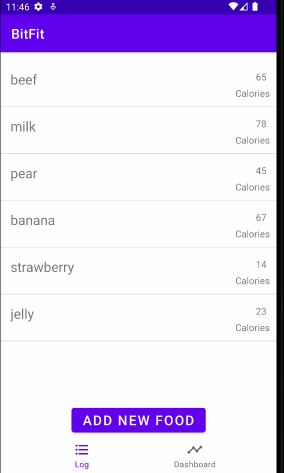 11:46
BitFit
beef 65
Calories
milk 78
Calories
pear 45
Calories
banana 67
Calories
strawberry 14
Calories
jelly 23
Calories
ADD NEW FOOD
Log Dashboard